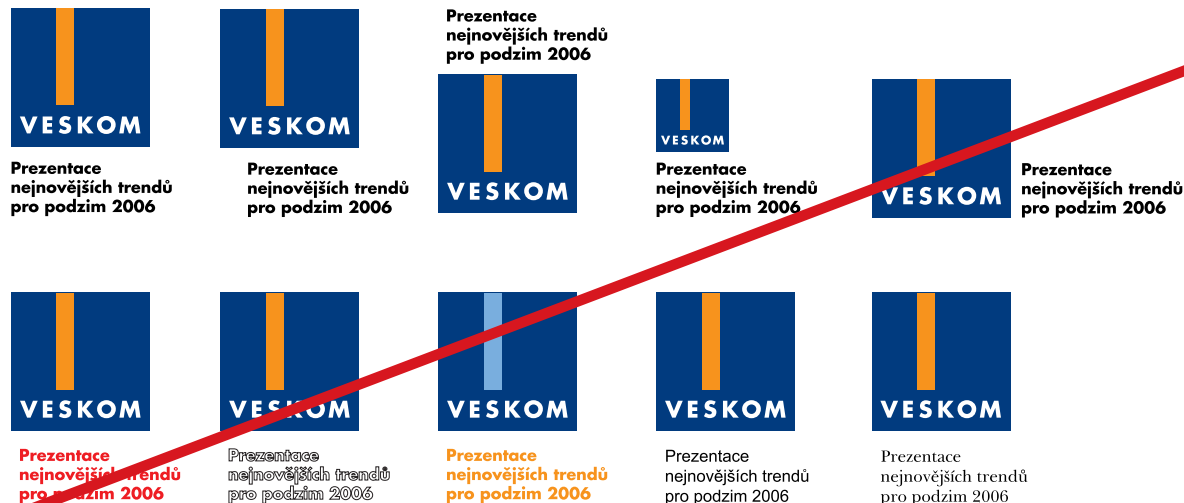 VESKOM
Prezentace
nejnovějších trendů
pro podzim 2006
VESKOM
Prezentace
nejnovějších trendů
pro podzim 2006
Prezentace
nejnovějších trendů
pro podzim 2006
VESKOM
VESKOM
Prezentace
nejnovějších trendů
pro podzim 2006
VESKOM
Prezentace
nejnovějších trendů
pro podzim 2006
VESKOM
Prezentace
nejnovějších trendů
pro podzim 2006
VESKOM
Prezentace
nejnovějších trendů
pro podzim 2006
VESKOM
Prezentace
nejnovějších trendů
pro podzim 2006
VESKOM
Prezentace
nejnovějších trendů
pro podzim 2006
VESKOM
Prezentace
nejnovějších trendů
pro podzim 2006